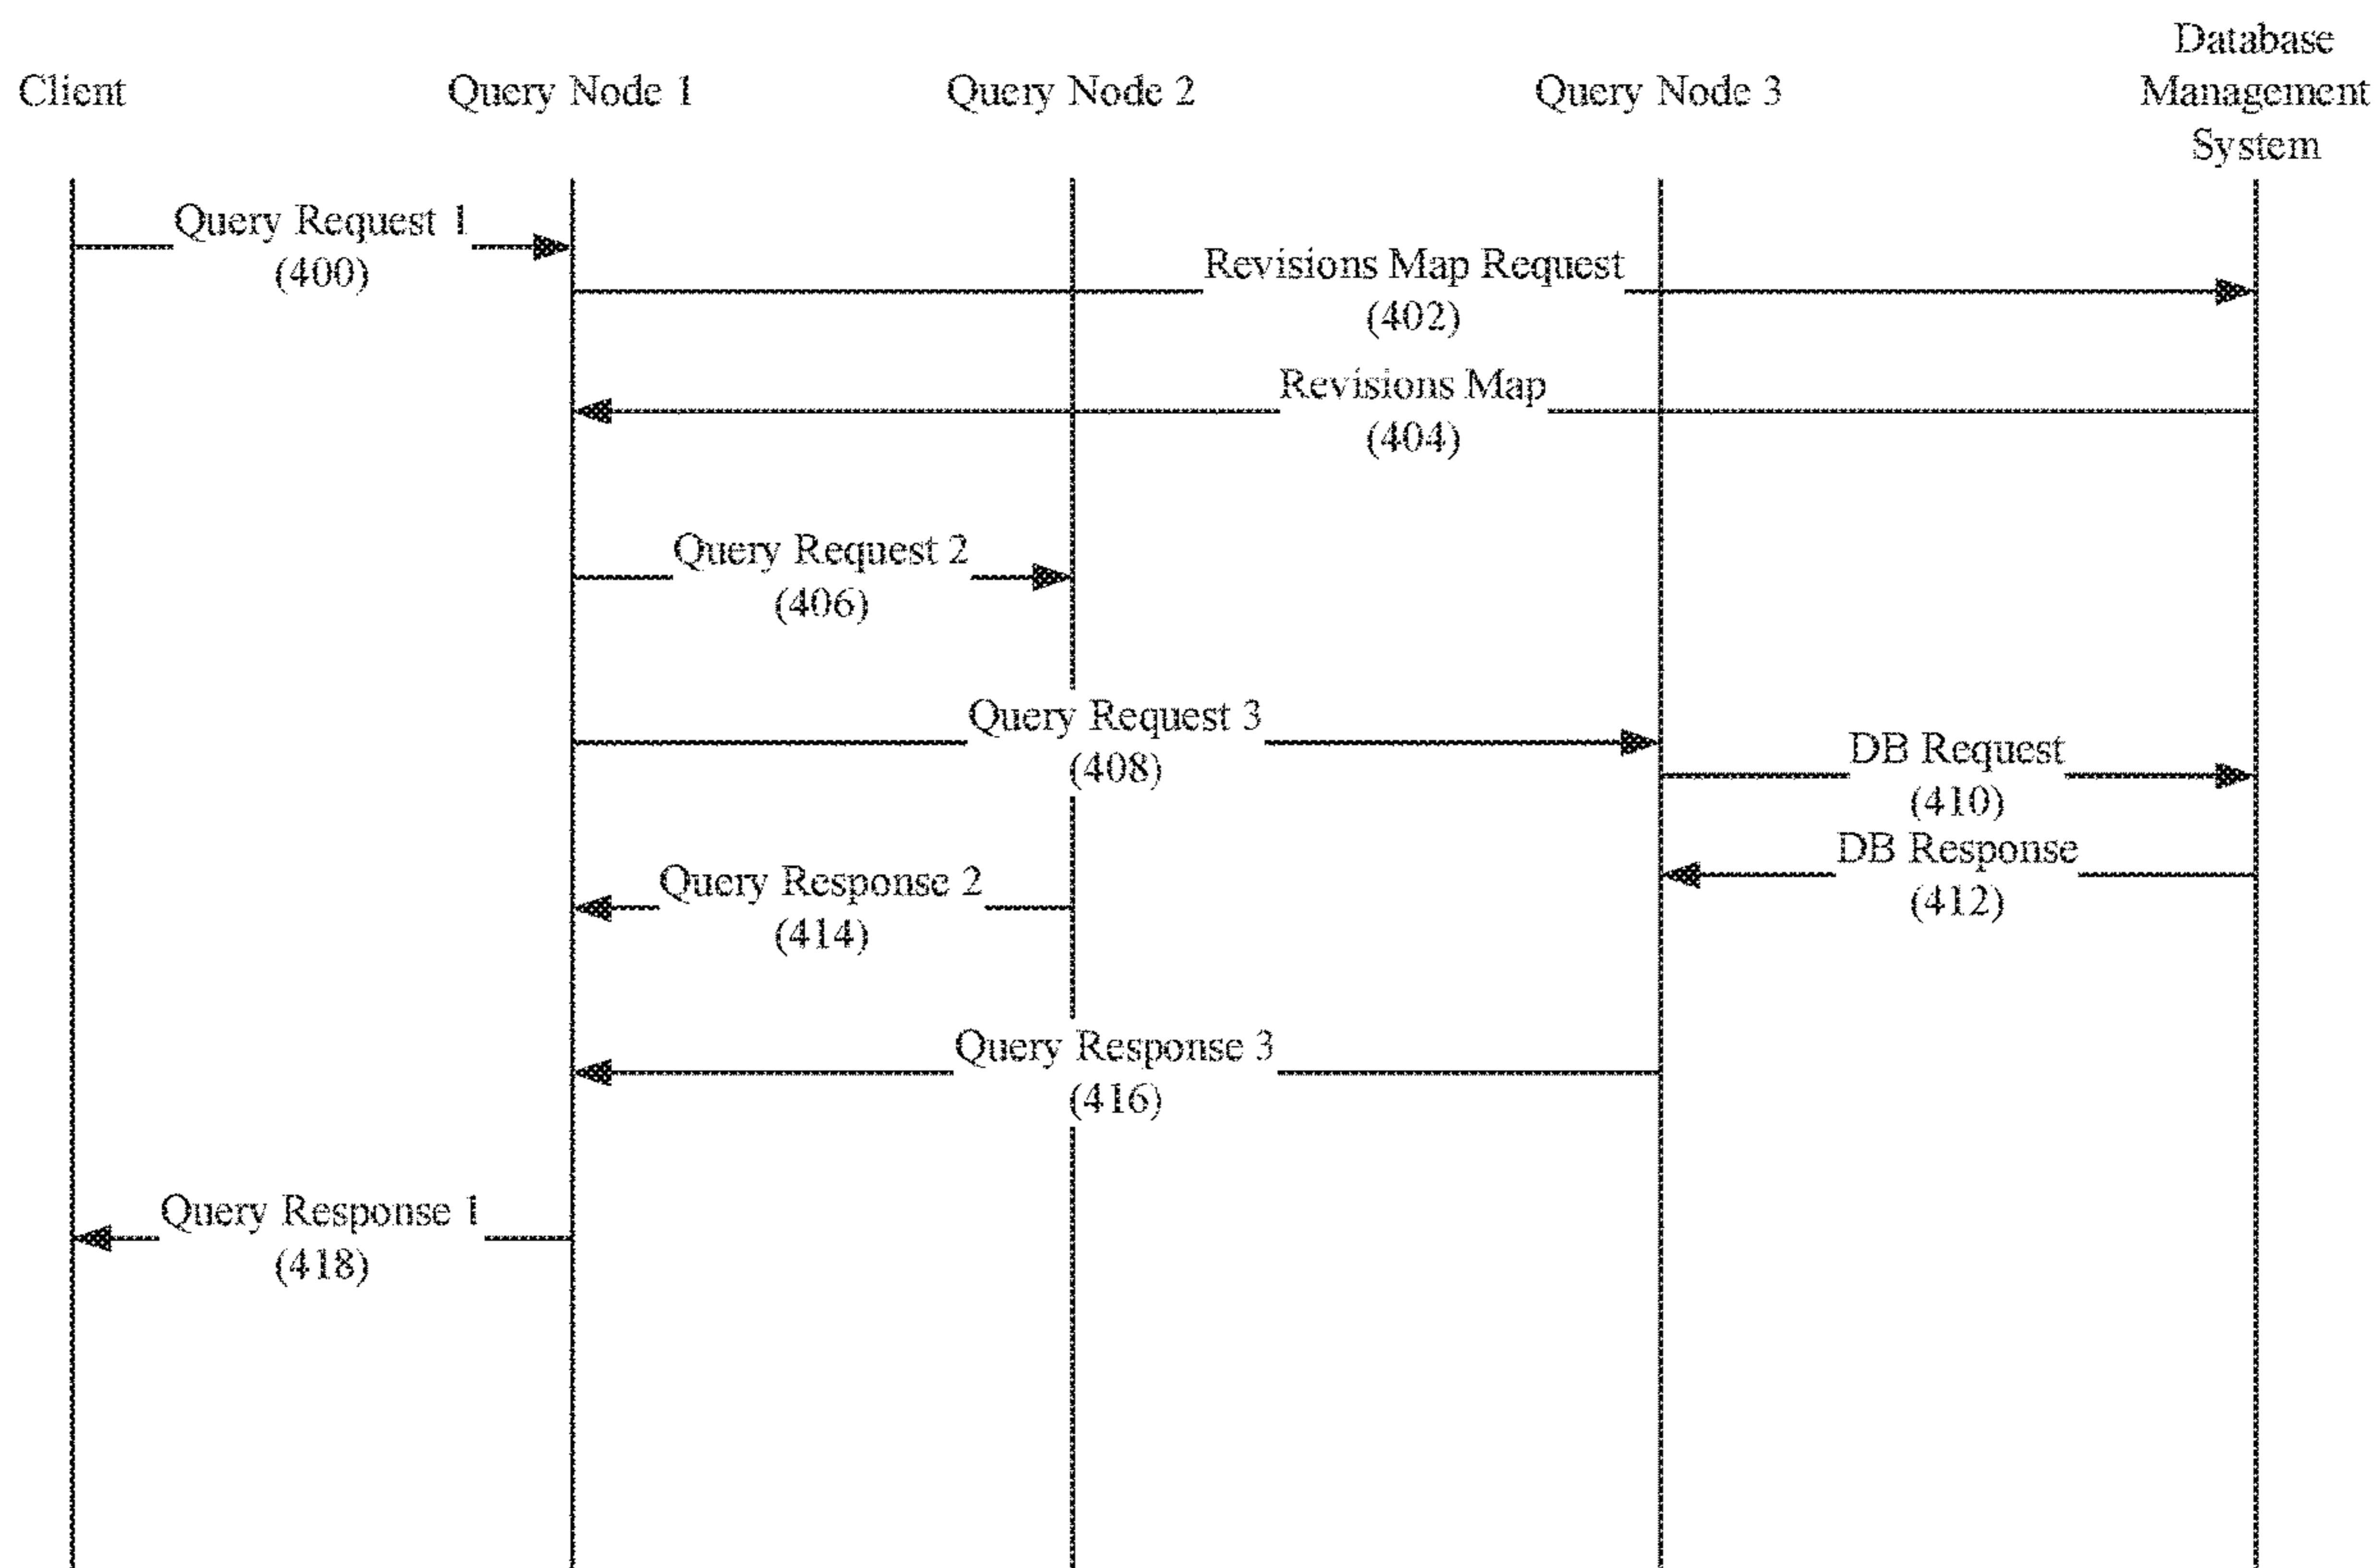 Client
Query Node 1
Query Node 2
Query Node 3
Database
Management
System
Query Request 1
(400)
Revisions Map Request
(402)
Revisions Map
(404)
Query Request 2
(406)
Query Request 3
(408)
DB Request
(410)
DB Response
(412)
Query Response 2
(414)
Query Response 3
(416)
Query Response 1
(418)